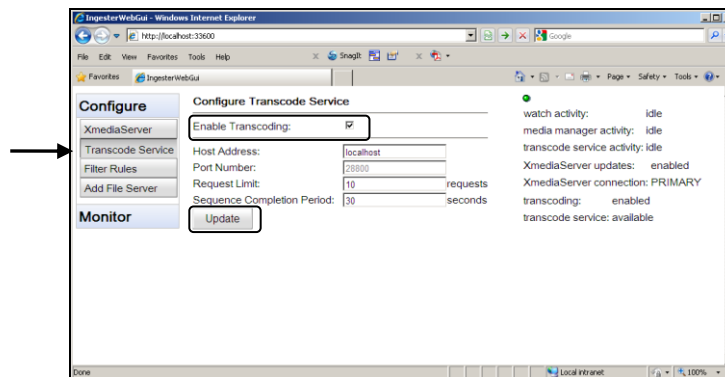 IngesterWebGui - Windows Internet Explorer
http://localhost:33600
Google
File Edit View Favorites Tools Help
SnagIt
Favorites IngesterWebGui
Page Safety Tools
Configure
XmediaServer
Transcode Service
Filter Rules
Add File Server
Monitor
Configure Transcode Service
Enable Transcoding:
Host Address: localhost
Port Number: 28800
Request Limit: 10 requests
Sequence Completion Period: 30 seconds
Update
watch activity: idle
media manager activity: idle
transcode service activity: idle
XmediaServer updates: enabled
XmediaServer connection: PRIMARY
transcoding: enabled
transcode service: available
Done
Local intranet
100%